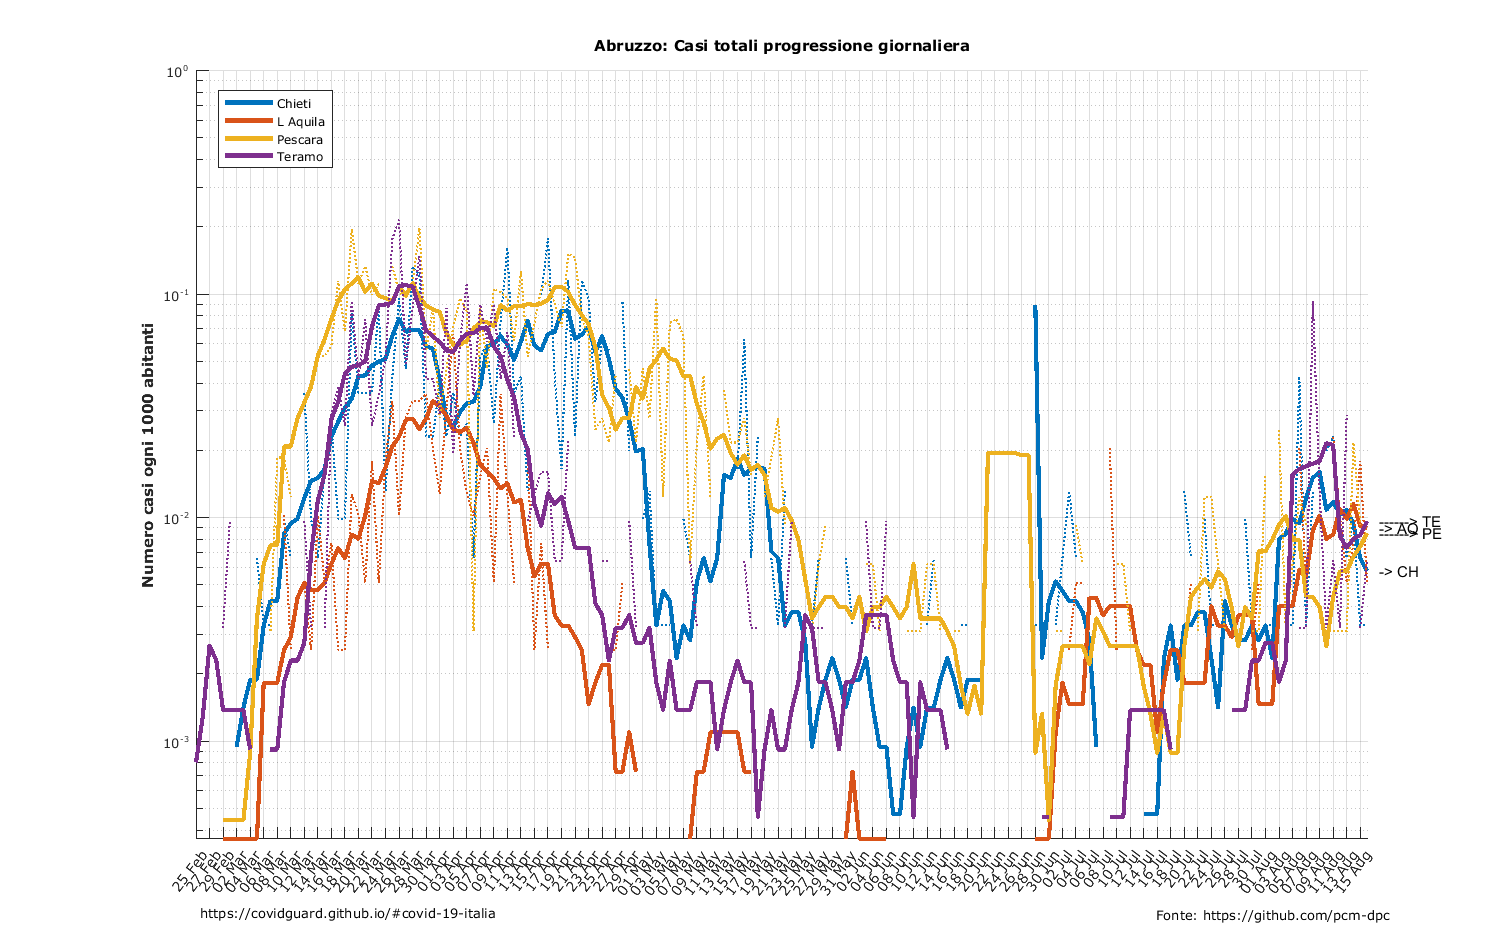 Abruzzo: Casi totali progressione giornaliera
10⁰
10⁻¹
10⁻²
10⁻³
Numero casi ogni 1000 abitanti
Chieti
L Aquila
Pescara
Teramo
-> TE
-> AQ
-> PE
-> CH
25 Feb
27 Feb
29 Feb
02 Mar
04 Mar
06 Mar
08 Mar
10 Mar
12 Mar
14 Mar
16 Mar
18 Mar
20 Mar
22 Mar
24 Mar
26 Mar
28 Mar
30 Mar
01 Apr
03 Apr
05 Apr
07 Apr
09 Apr
11 Apr
13 Apr
15 Apr
17 Apr
19 Apr
21 Apr
23 Apr
25 Apr
27 Apr
29 Apr
01 May
03 May
05 May
07 May
09 May
11 May
13 May
15 May
17 May
19 May
21 May
23 May
25 May
27 May
29 May
31 May
02 Jun
04 Jun
06 Jun
08 Jun
10 Jun
12 Jun
14 Jun
16 Jun
18 Jun
20 Jun
22 Jun
24 Jun
26 Jun
28 Jun
30 Jun
02 Jul
04 Jul
06 Jul
08 Jul
10 Jul
12 Jul
14 Jul
16 Jul
18 Jul
20 Jul
22 Jul
24 Jul
26 Jul
28 Jul
30 Jul
01 Aug
03 Aug
05 Aug
07 Aug
09 Aug
11 Aug
13 Aug
15 Aug
https://covidguard.github.io/#covid-19-italia
Fonte: https://github.com/pcm-dpc